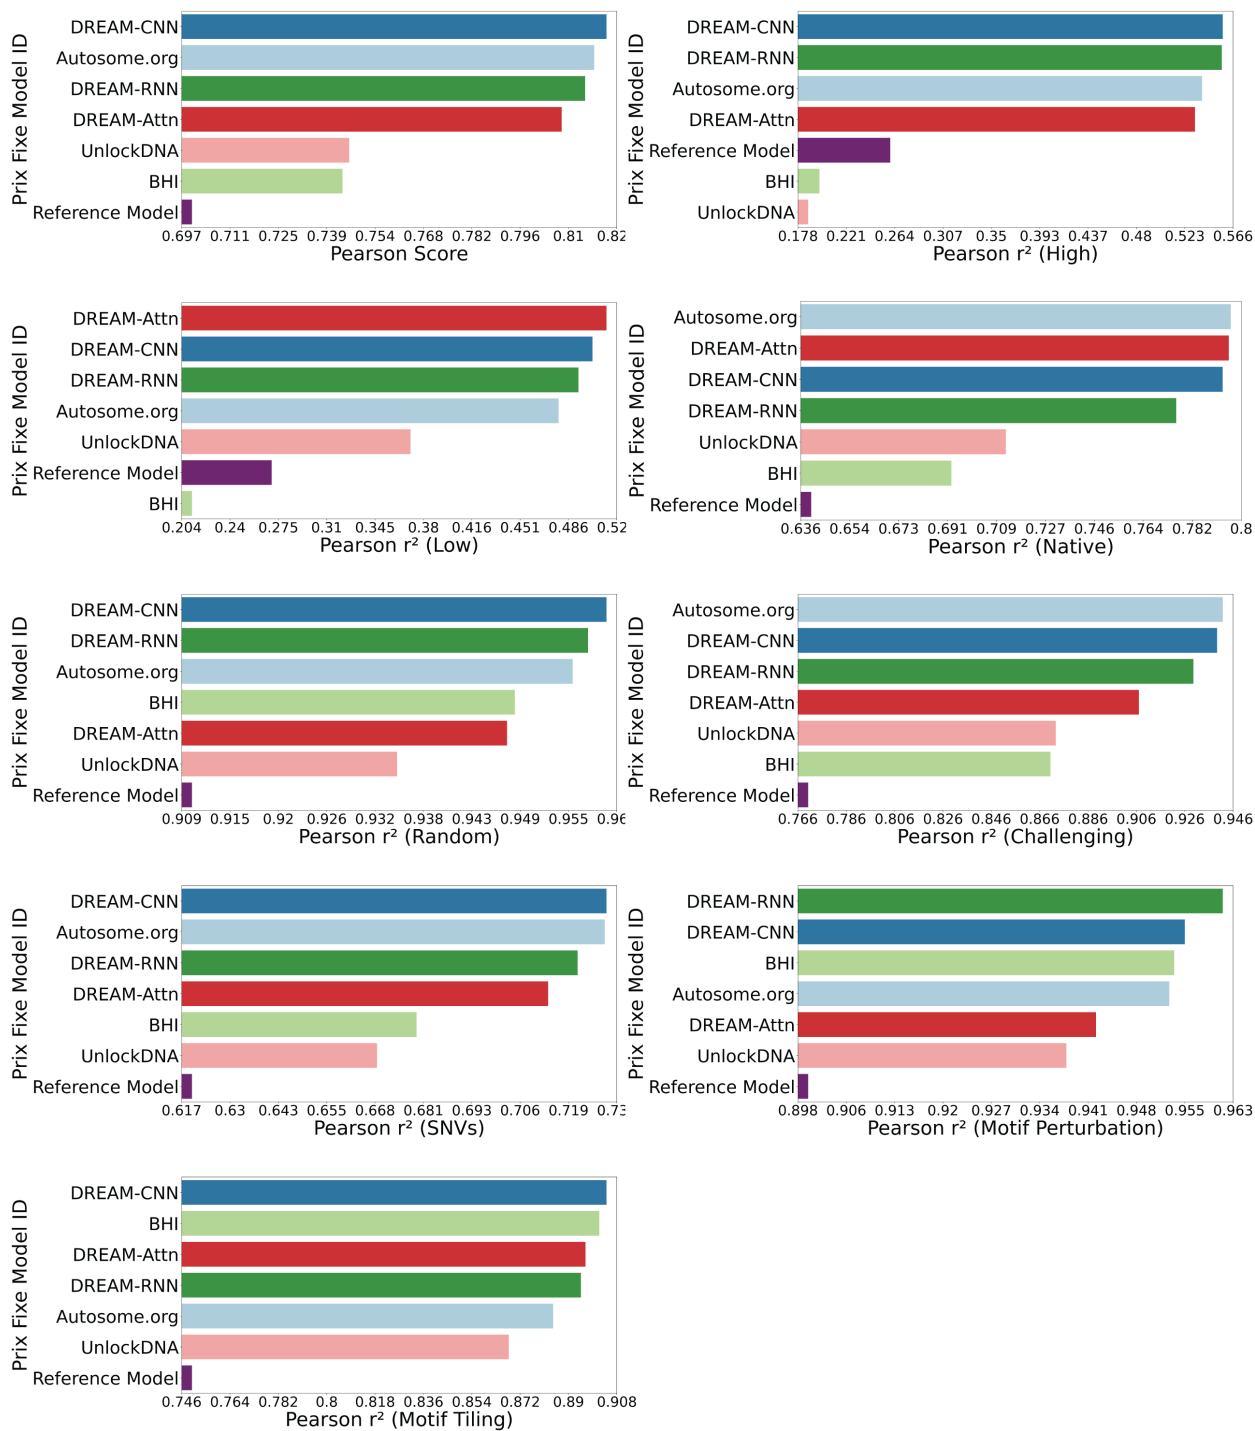 Prix Fixe Model ID
DREAM-CNN
Autosome.org
DREAM-RNN
DREAM-Attn
UnlockDNA
BHI
Reference Model
0.697 0.711 0.725 0.739 0.754 0.768 0.782 0.796 0.81 0.82
Pearson Score
Prix Fixe Model ID
DREAM-CNN
DREAM-RNN
Autosome.org
DREAM-Attn
Reference Model
BHI
UnlockDNA
0.178 0.221 0.264 0.307 0.35 0.393 0.437 0.48 0.523 0.566
Pearson r² (High)
Prix Fixe Model ID
DREAM-Attn
DREAM-CNN
DREAM-RNN
Autosome.org
UnlockDNA
Reference Model
BHI
0.204 0.24 0.275 0.31 0.345 0.38 0.416 0.451 0.486 0.52
Pearson r² (Low)
Prix Fixe Model ID
Autosome.org
DREAM-Attn
DREAM-CNN
DREAM-RNN
UnlockDNA
BHI
Reference Model
0.636 0.654 0.673 0.691 0.709 0.727 0.746 0.764 0.782 0.8
Pearson r² (Native)
Prix Fixe Model ID
DREAM-CNN
DREAM-RNN
Autosome.org
BHI
DREAM-Attn
UnlockDNA
Reference Model
0.909 0.915 0.92 0.926 0.932 0.938 0.943 0.949 0.955 0.96
Pearson r² (Random)
Prix Fixe Model ID
Autosome.org
DREAM-CNN
DREAM-RNN
DREAM-Attn
UnlockDNA
BHI
Reference Model
0.766 0.786 0.806 0.826 0.846 0.866 0.886 0.906 0.926 0.946
Pearson r² (Challenging)
Prix Fixe Model ID
DREAM-CNN
Autosome.org
DREAM-RNN
DREAM-Attn
BHI
UnlockDNA
Reference Model
0.617 0.63 0.643 0.655 0.668 0.681 0.693 0.706 0.719 0.73
Pearson r² (SNVs)
Prix Fixe Model ID
DREAM-RNN
DREAM-CNN
BHI
Autosome.org
DREAM-Attn
UnlockDNA
Reference Model
0.898 0.906 0.913 0.92 0.927 0.934 0.941 0.948 0.955 0.963
Pearson r² (Motif Perturbation)
Prix Fixe Model ID
DREAM-CNN
BHI
DREAM-Attn
DREAM-RNN
Autosome.org
UnlockDNA
Reference Model
0.746 0.764 0.782 0.8 0.818 0.836 0.854 0.872 0.89 0.908
Pearson r² (Motif Tiling)